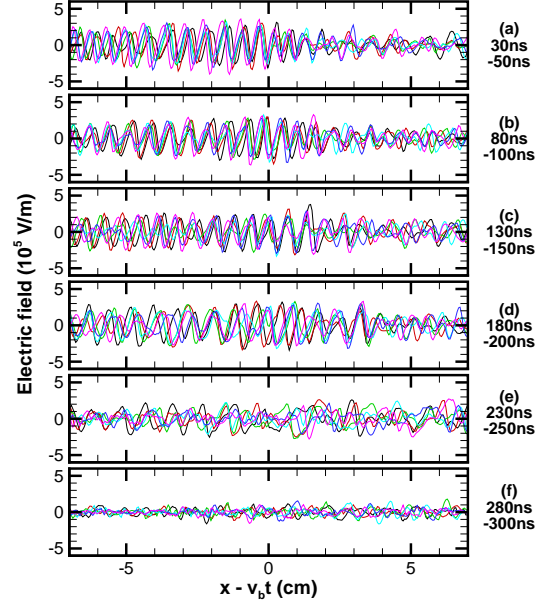 5
0
-5
(a)
30ns
-50ns
5
0
-5
(b)
80ns
-100ns
5
0
-5
(c)
130ns
-150ns
5
0
-5
(d)
180ns
-200ns
5
0
-5
(e)
230ns
-250ns
5
0
-5
(f)
280ns
-300ns
Electric field (10⁵ V/m)
-5 0 5
x - v_b t (cm)